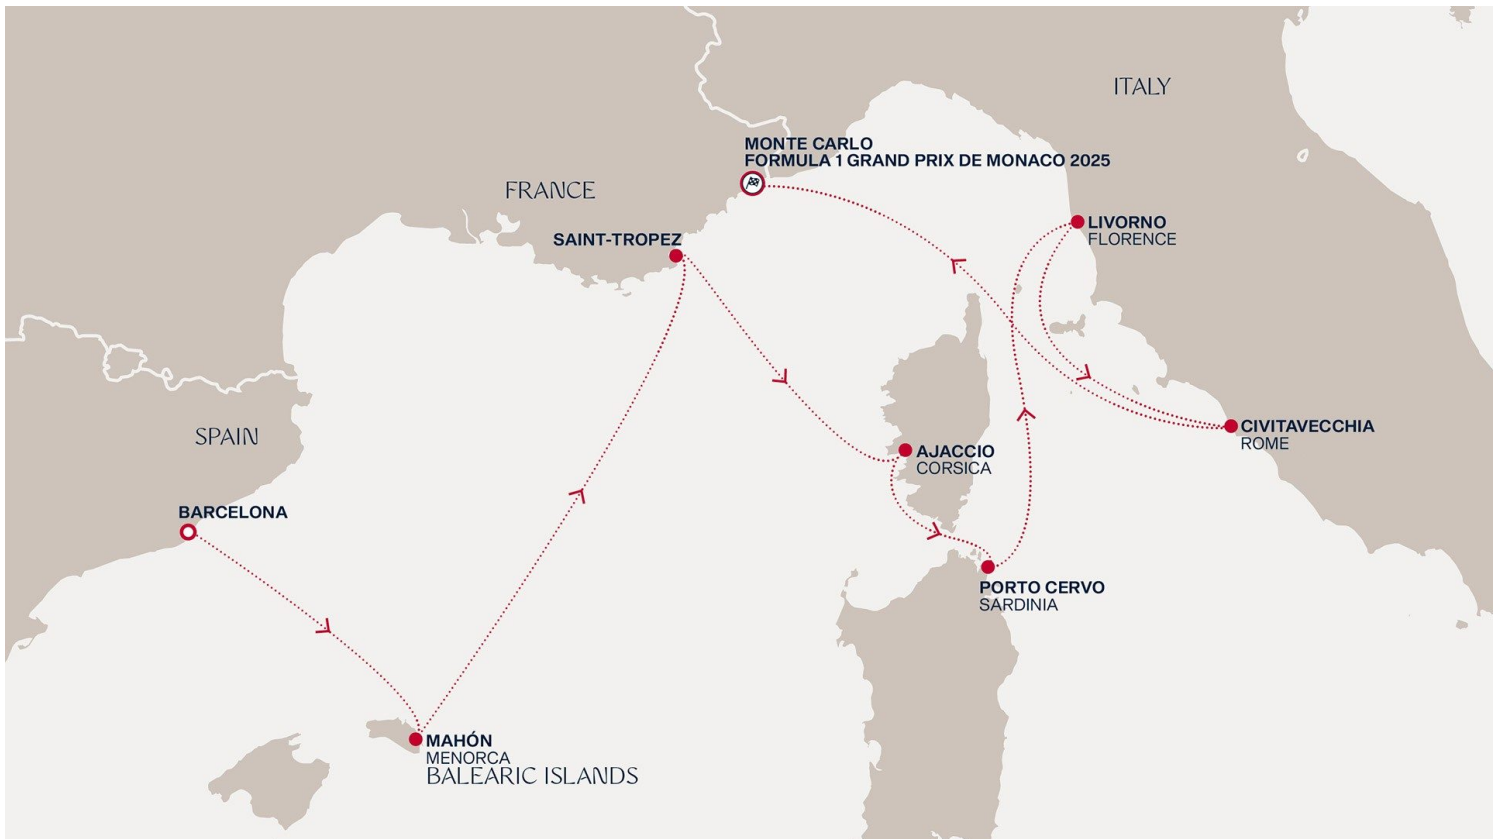 ITALY
MONTE CARLO
FORMULA 1 GRAND PRIX DE MONACO 2025
FRANCE
SAINT-TROPEZ
LIVORNO
FLORENCE
SPAIN
CIVITAVECCHIA
ROME
AJACCIO
CORSICA
BARCELONA
PORTO CERVO
SARDINIA
MAHÓN
MENORCA
BALEARIC ISLANDS